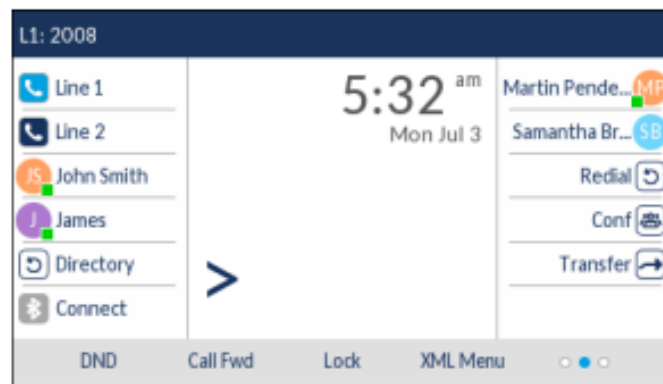 L1: 2008
Line 1
Line 2
JS John Smith
J James
Directory
Connect
5:32 am
Mon Jul 3
>
Martin Pende... MP
Samantha Br... SB
Redial
Conf
Transfer
DND Call Fwd Lock XML Menu